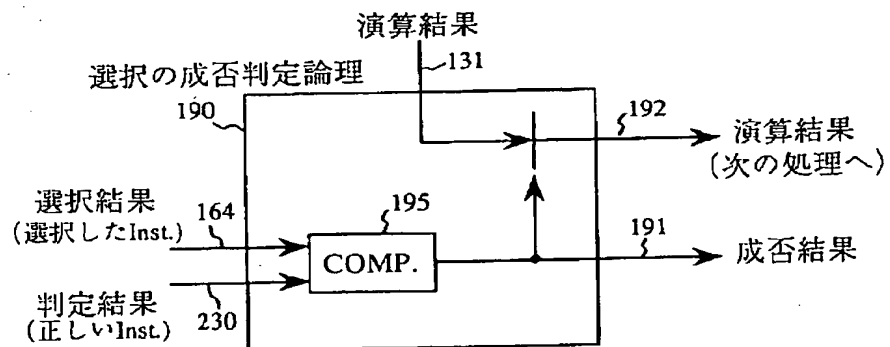 演算結果
131
選択の成否判定論理
190
192
演算結果
(次の処理へ)
選択結果
(選択したInst.)
164
195
COMP.
191
成否結果
判定結果
(正しいInst.)
230